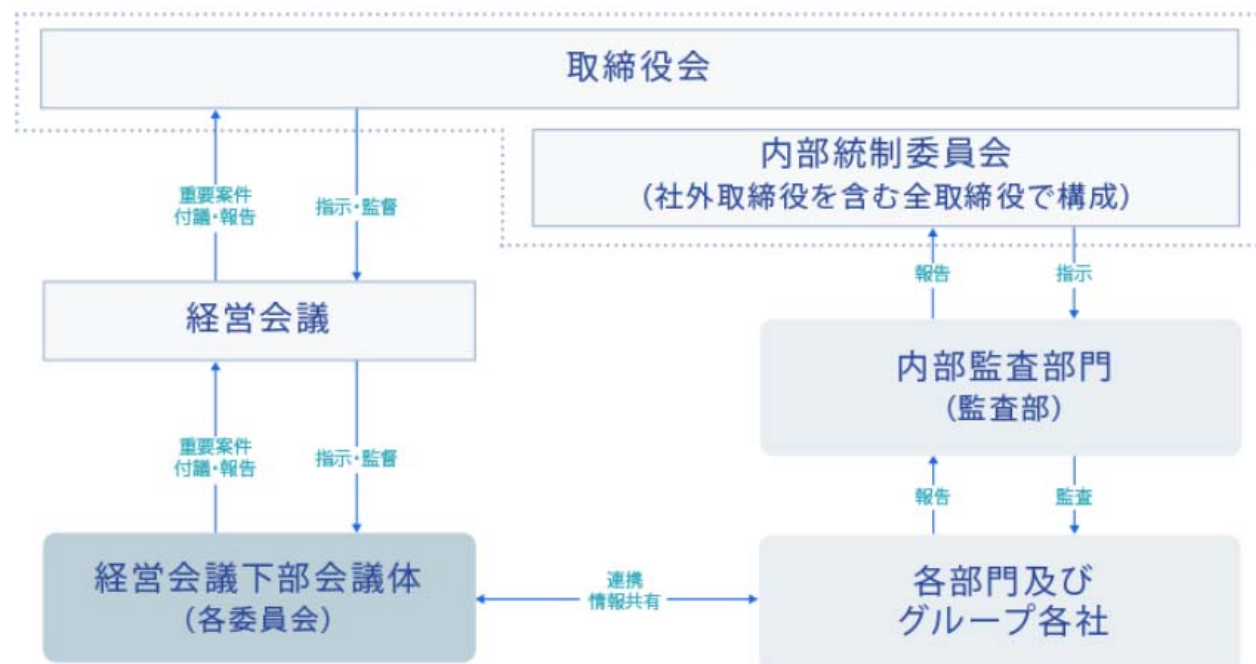 取締役会
内部統制委員会
（社外取締役を含む全取締役で構成）
重要案件
付議・報告
指示・監督
経営会議
報告
指示
内部監査部門
（監査部）
重要案件
付議・報告
指示・監督
報告
監査
経営会議下部会議体
（各委員会）
連携
情報共有
各部門及び
グループ各社